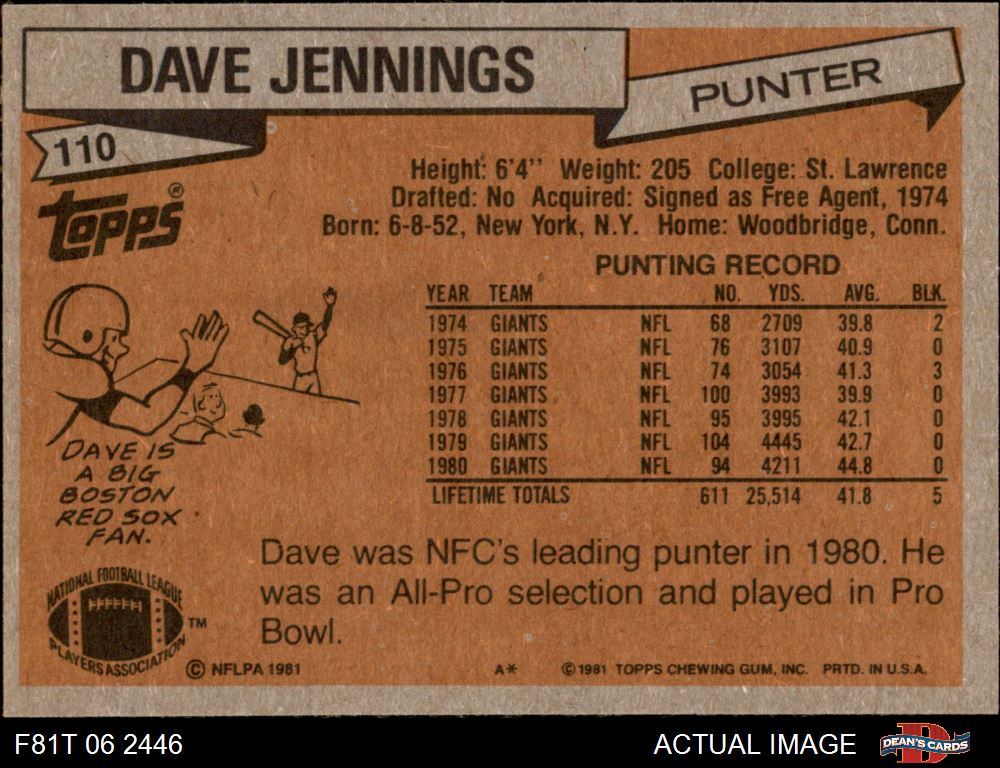 DAVE JENNINGS
PUNTER
110
topps®
Height: 6'4'' Weight: 205 College: St. Lawrence
Drafted: No Acquired: Signed as Free Agent, 1974
Born: 6-8-52, New York, N.Y. Home: Woodbridge, Conn.
PUNTING RECORD
YEAR TEAM NO. YDS. AVG. BLK.
1974 GIANTS NFL 68 2709 39.8 2
1975 GIANTS NFL 76 3107 40.9 0
1976 GIANTS NFL 74 3054 41.3 3
1977 GIANTS NFL 100 3993 39.9 0
1978 GIANTS NFL 95 3995 42.1 0
1979 GIANTS NFL 104 4445 42.7 0
1980 GIANTS NFL 94 4211 44.8 0
LIFETIME TOTALS 611 25,514 41.8 5
DAVE IS
A BIG
BOSTON
RED SOX
FAN.
Dave was NFC's leading punter in 1980. He
was an All-Pro selection and played in Pro
Bowl.
NATIONAL FOOTBALL LEAGUE
PLAYERS ASSOCIATION
TM
© NFLPA 1981
A*
© 1981 TOPPS CHEWING GUM, INC. PRTD. IN U.S.A.
F81T 06 2446
ACTUAL IMAGE
D
DEAN'S CARDS